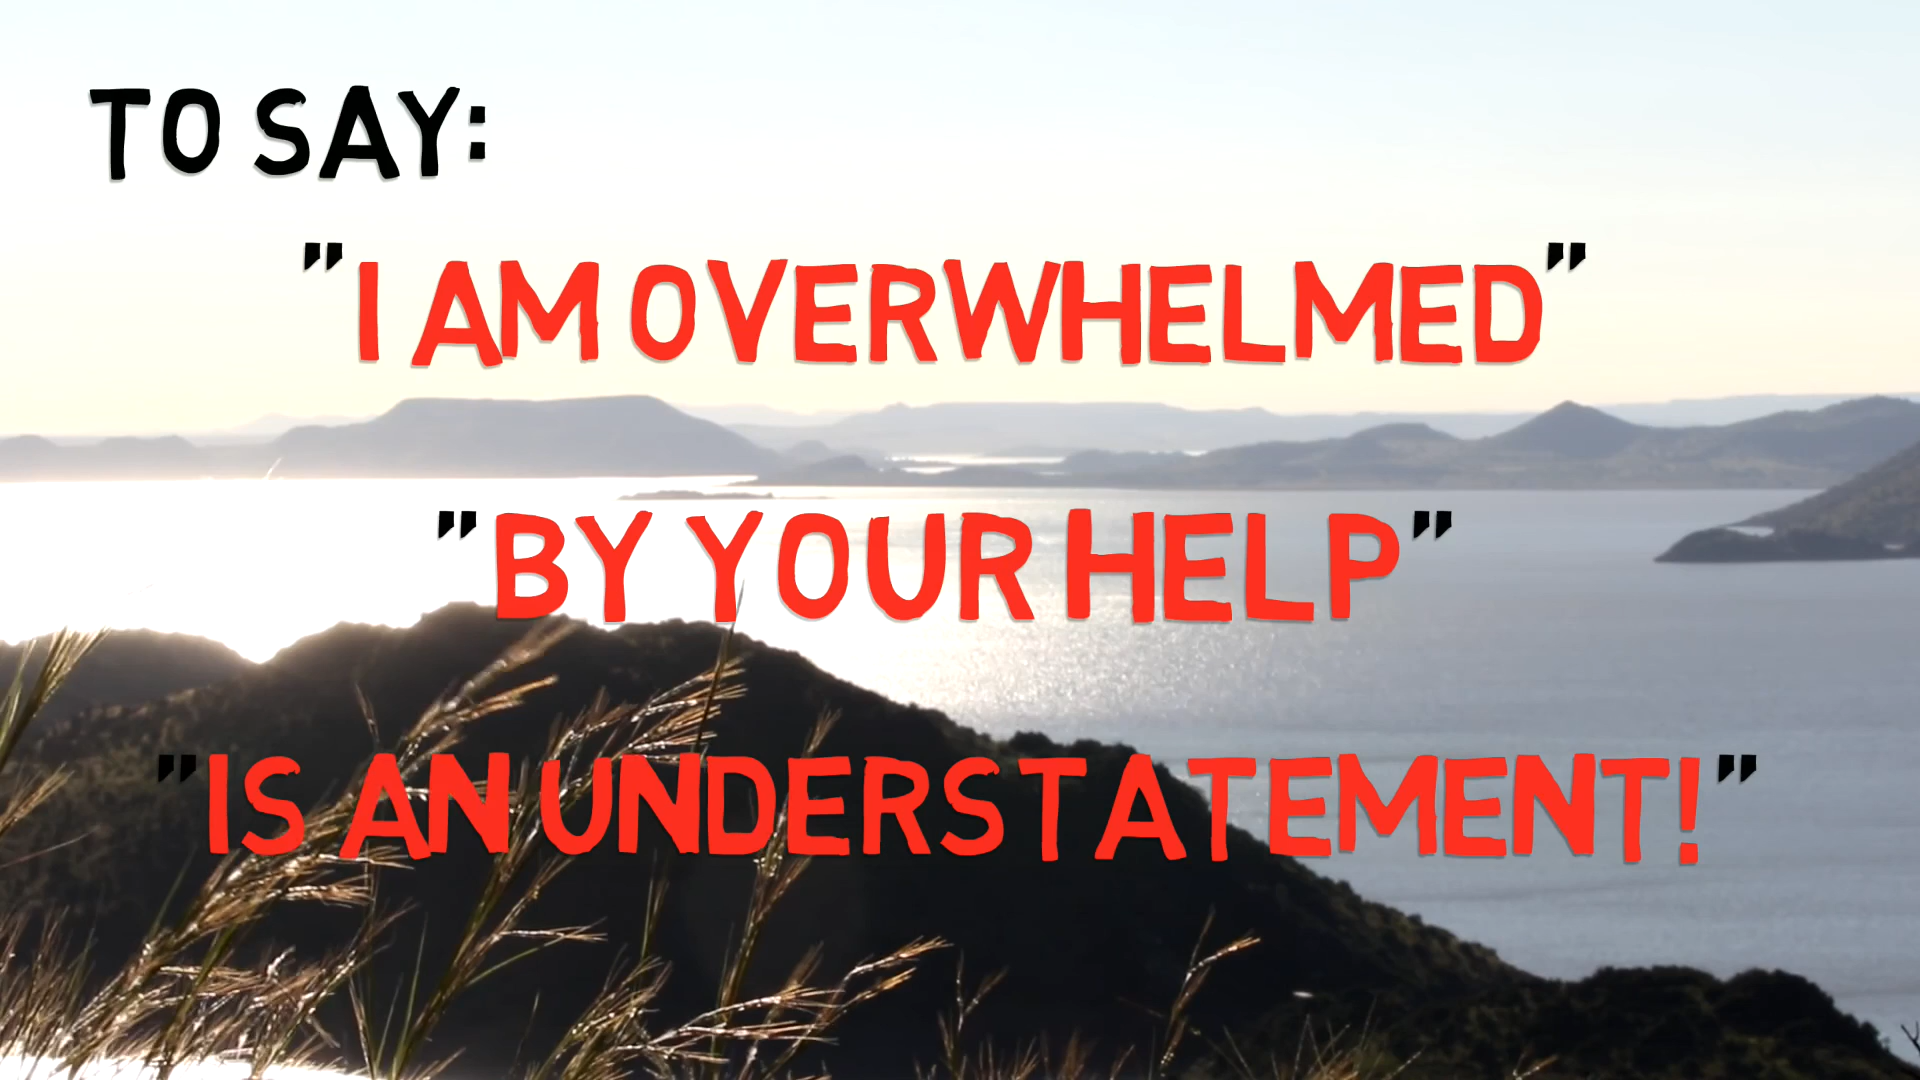 TO SAY:
"I AM OVERWHELMED"
"BY YOUR HELP"
"IS AN UNDERSTATEMENT!"